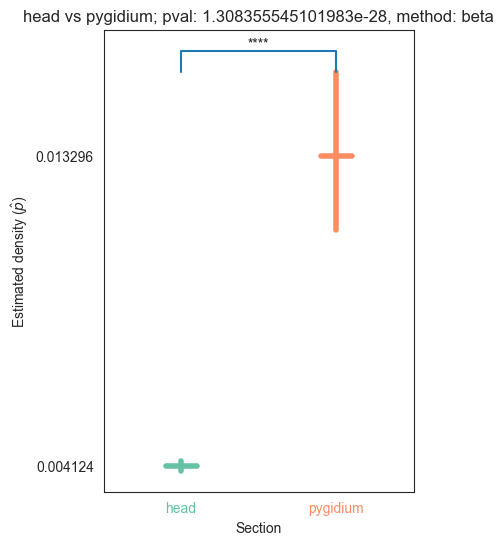 head vs pygidium; pval: 1.308355545101983e-28, method: beta
****
0.013296
Estimated density (p̂)
0.004124
head pygidium
Section